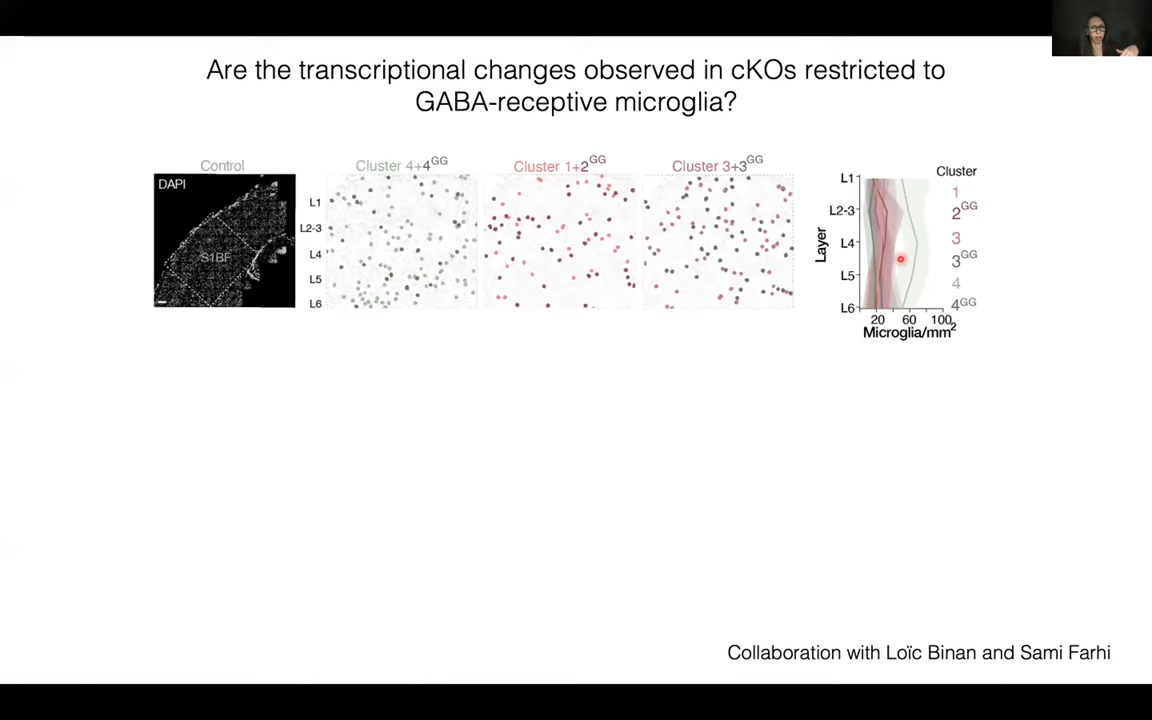 Are the transcriptional changes observed in cKOs restricted to
GABA-receptive microglia?
Control
DAPI
S1BF
Cluster 4+4GG
Cluster 1+2GG
Cluster 3+3GG
L1
L2-3
L4
L5
L6
Layer
L1
L2-3
L4
L5
L6
20 60 100
Microglia/mm2
Cluster
1
2GG
3
3GG
4
4GG
Collaboration with Loïc Binan and Sami Farhi